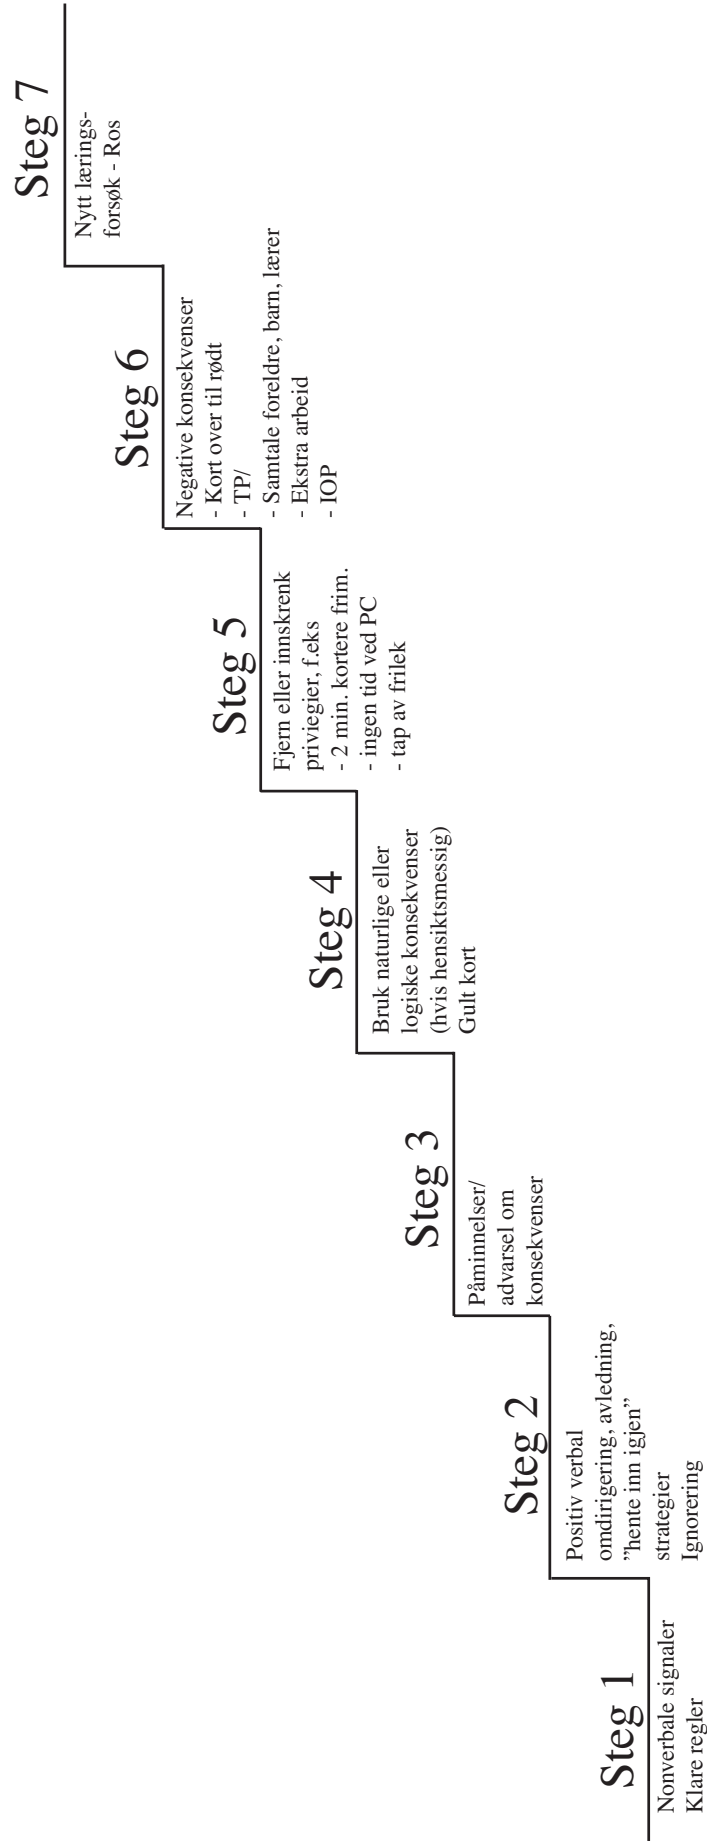 Steg 1
Nonverbale signaler
Klare regler
Steg 2
Positiv verbal
omdirigering, avledning,
”hente inn igjen”
strategier
Ignorering
Steg 3
Påminnelser/
advarsel om
konsekvenser
Steg 4
Bruk naturlige eller
logiske konsekvenser
(hvis hensiktsmessig)
Gult kort
Steg 5
Fjern eller innskrenk
priviegier, f.eks
- 2 min. kortere frim.
- ingen tid ved PC
- tap av frilek
Steg 6
Negative konsekvenser
- Kort over til rødt
- TP/
- Samtale foreldre, barn, lærer
- Ekstra arbeid
- IOP
Steg 7
Nytt lærings-
forsøk - Ros